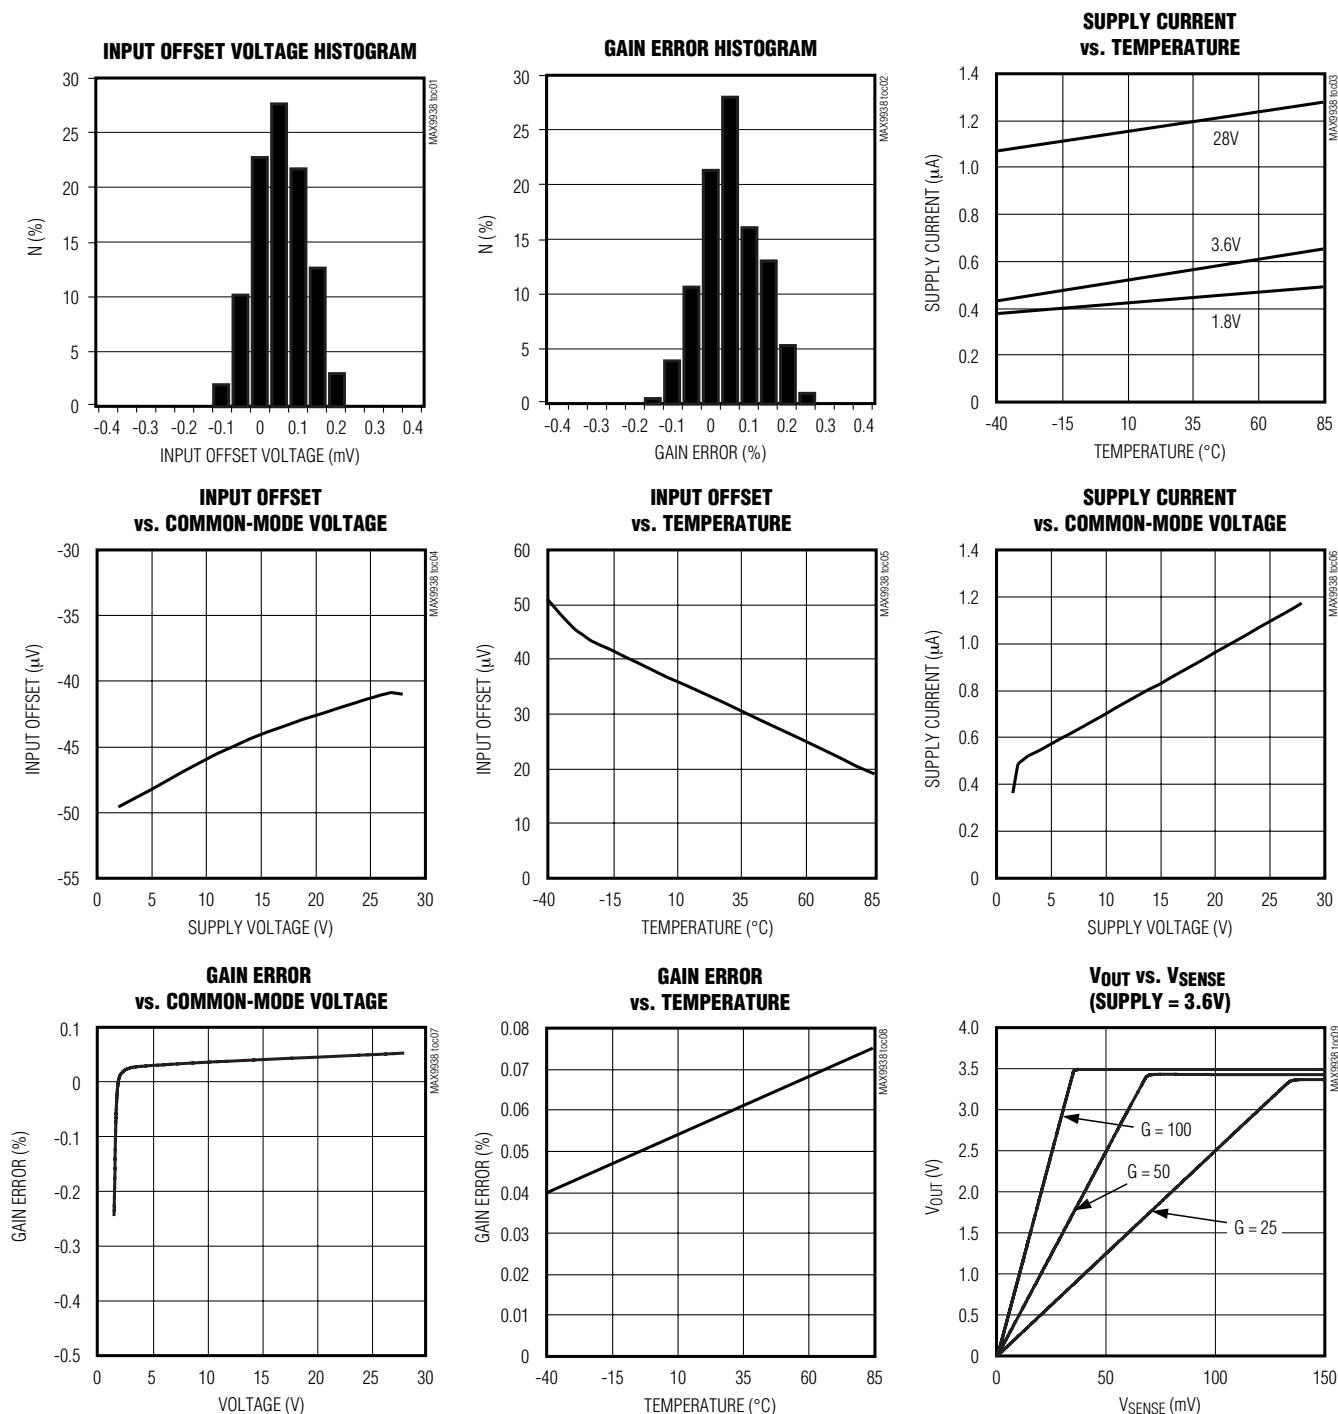 INPUT OFFSET VOLTAGE HISTOGRAM
30
25
20
15
10
5
0
N (%)
-0.4 -0.3 -0.2 -0.1 0 0.1 0.2 0.3 0.4
INPUT OFFSET VOLTAGE (mV)
MAX9938 toc01
GAIN ERROR HISTOGRAM
30
25
20
15
10
5
0
N (%)
-0.4 -0.3 -0.2 -0.1 0 0.1 0.2 0.3 0.4
GAIN ERROR (%)
MAX9938 toc02
SUPPLY CURRENT
vs. TEMPERATURE
1.4
1.2
1.0
0.8
0.6
0.4
0.2
0
SUPPLY CURRENT (μA)
28V
3.6V
1.8V
-40 -15 10 35 60 85
TEMPERATURE (°C)
MAX9938 toc03
INPUT OFFSET
vs. COMMON-MODE VOLTAGE
-30
-35
-40
-45
-50
-55
INPUT OFFSET (μV)
0 5 10 15 20 25 30
SUPPLY VOLTAGE (V)
MAX9938 toc04
INPUT OFFSET
vs. TEMPERATURE
60
50
40
30
20
10
0
INPUT OFFSET (μV)
-40 -15 10 35 60 85
TEMPERATURE (°C)
MAX9938 toc05
SUPPLY CURRENT
vs. COMMON-MODE VOLTAGE
1.4
1.2
1.0
0.8
0.6
0.4
0.2
0
SUPPLY CURRENT (μA)
0 5 10 15 20 25 30
SUPPLY VOLTAGE (V)
MAX9938 toc06
GAIN ERROR
vs. COMMON-MODE VOLTAGE
0.1
0
-0.1
-0.2
-0.3
-0.4
-0.5
GAIN ERROR (%)
0 5 10 15 20 25 30
VOLTAGE (V)
MAX9938 toc07
GAIN ERROR
vs. TEMPERATURE
0.08
0.07
0.06
0.05
0.04
0.03
0.02
0.01
0
GAIN ERROR (%)
-40 -15 10 35 60 85
TEMPERATURE (°C)
MAX9938 toc08
VOUT vs. VSENSE
(SUPPLY = 3.6V)
4.0
3.5
3.0
2.5
2.0
1.5
1.0
0.5
0
VOUT (V)
G = 100
G = 50
G = 25
0 50 100 150
VSENSE (mV)
MAX9938 toc09